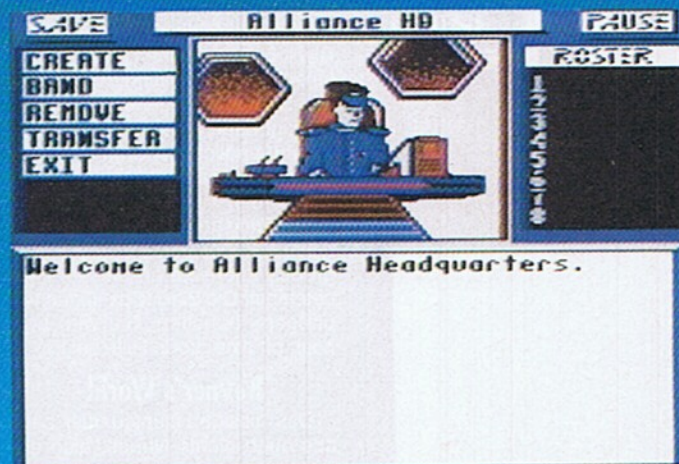 SAVE
Alliance HQ
PAUSE
CREATE
BAND
REMOVE
TRANSFER
EXIT
ROSTER
1
2
3
4
5
6
7
8
Welcome to Alliance Headquarters.